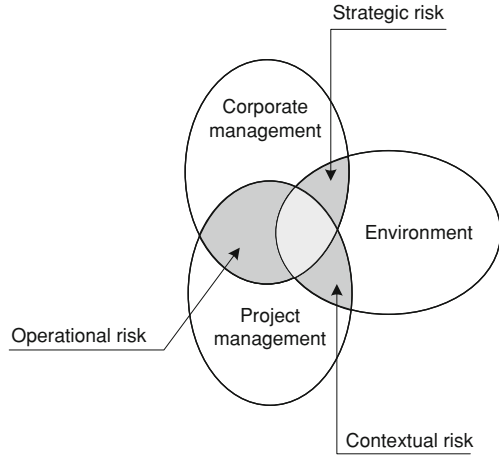 Strategic risk
Corporate
management
Environment
Project
management
Operational risk
Contextual risk